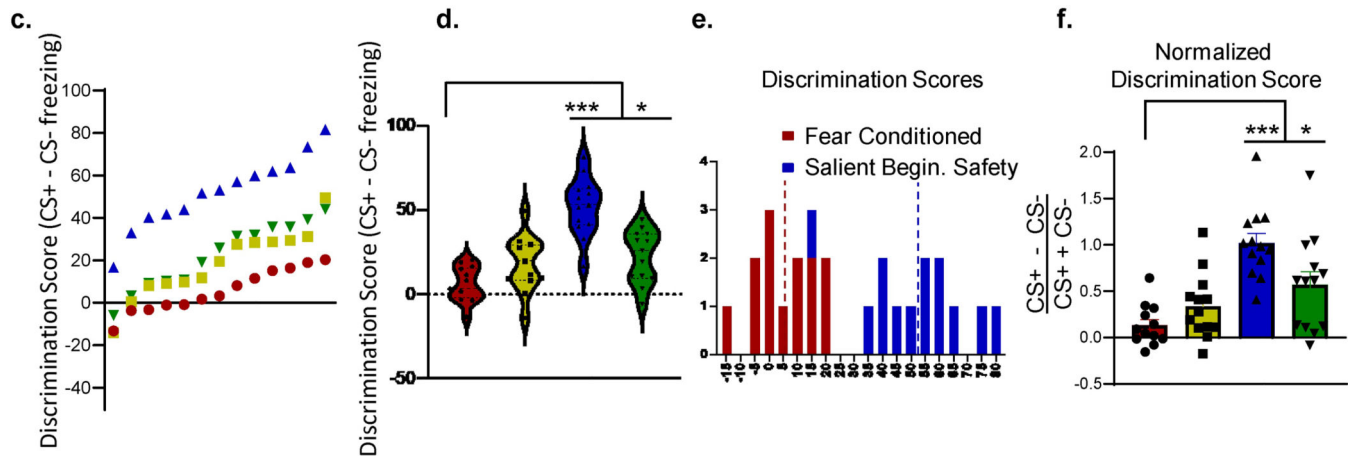 c.
Discrimination Score (CS+ - CS- freezing)
100
80
60
40
20
0
-20
-40
d.
Discrimination Score (CS+ - CS- freezing)
*** *
100
50
0
-50
e.
Discrimination Scores
Fear Conditioned
Salient Begin. Safety
4
3
2
1
0
-15 -10 -5 0 5 10 15 20 25 30 35 40 45 50 55 60 65 70 75 80
f.
Normalized
Discrimination Score
*** *
CS+ - CS-
CS+ + CS-
2.0
1.5
1.0
0.5
0.0
-0.5